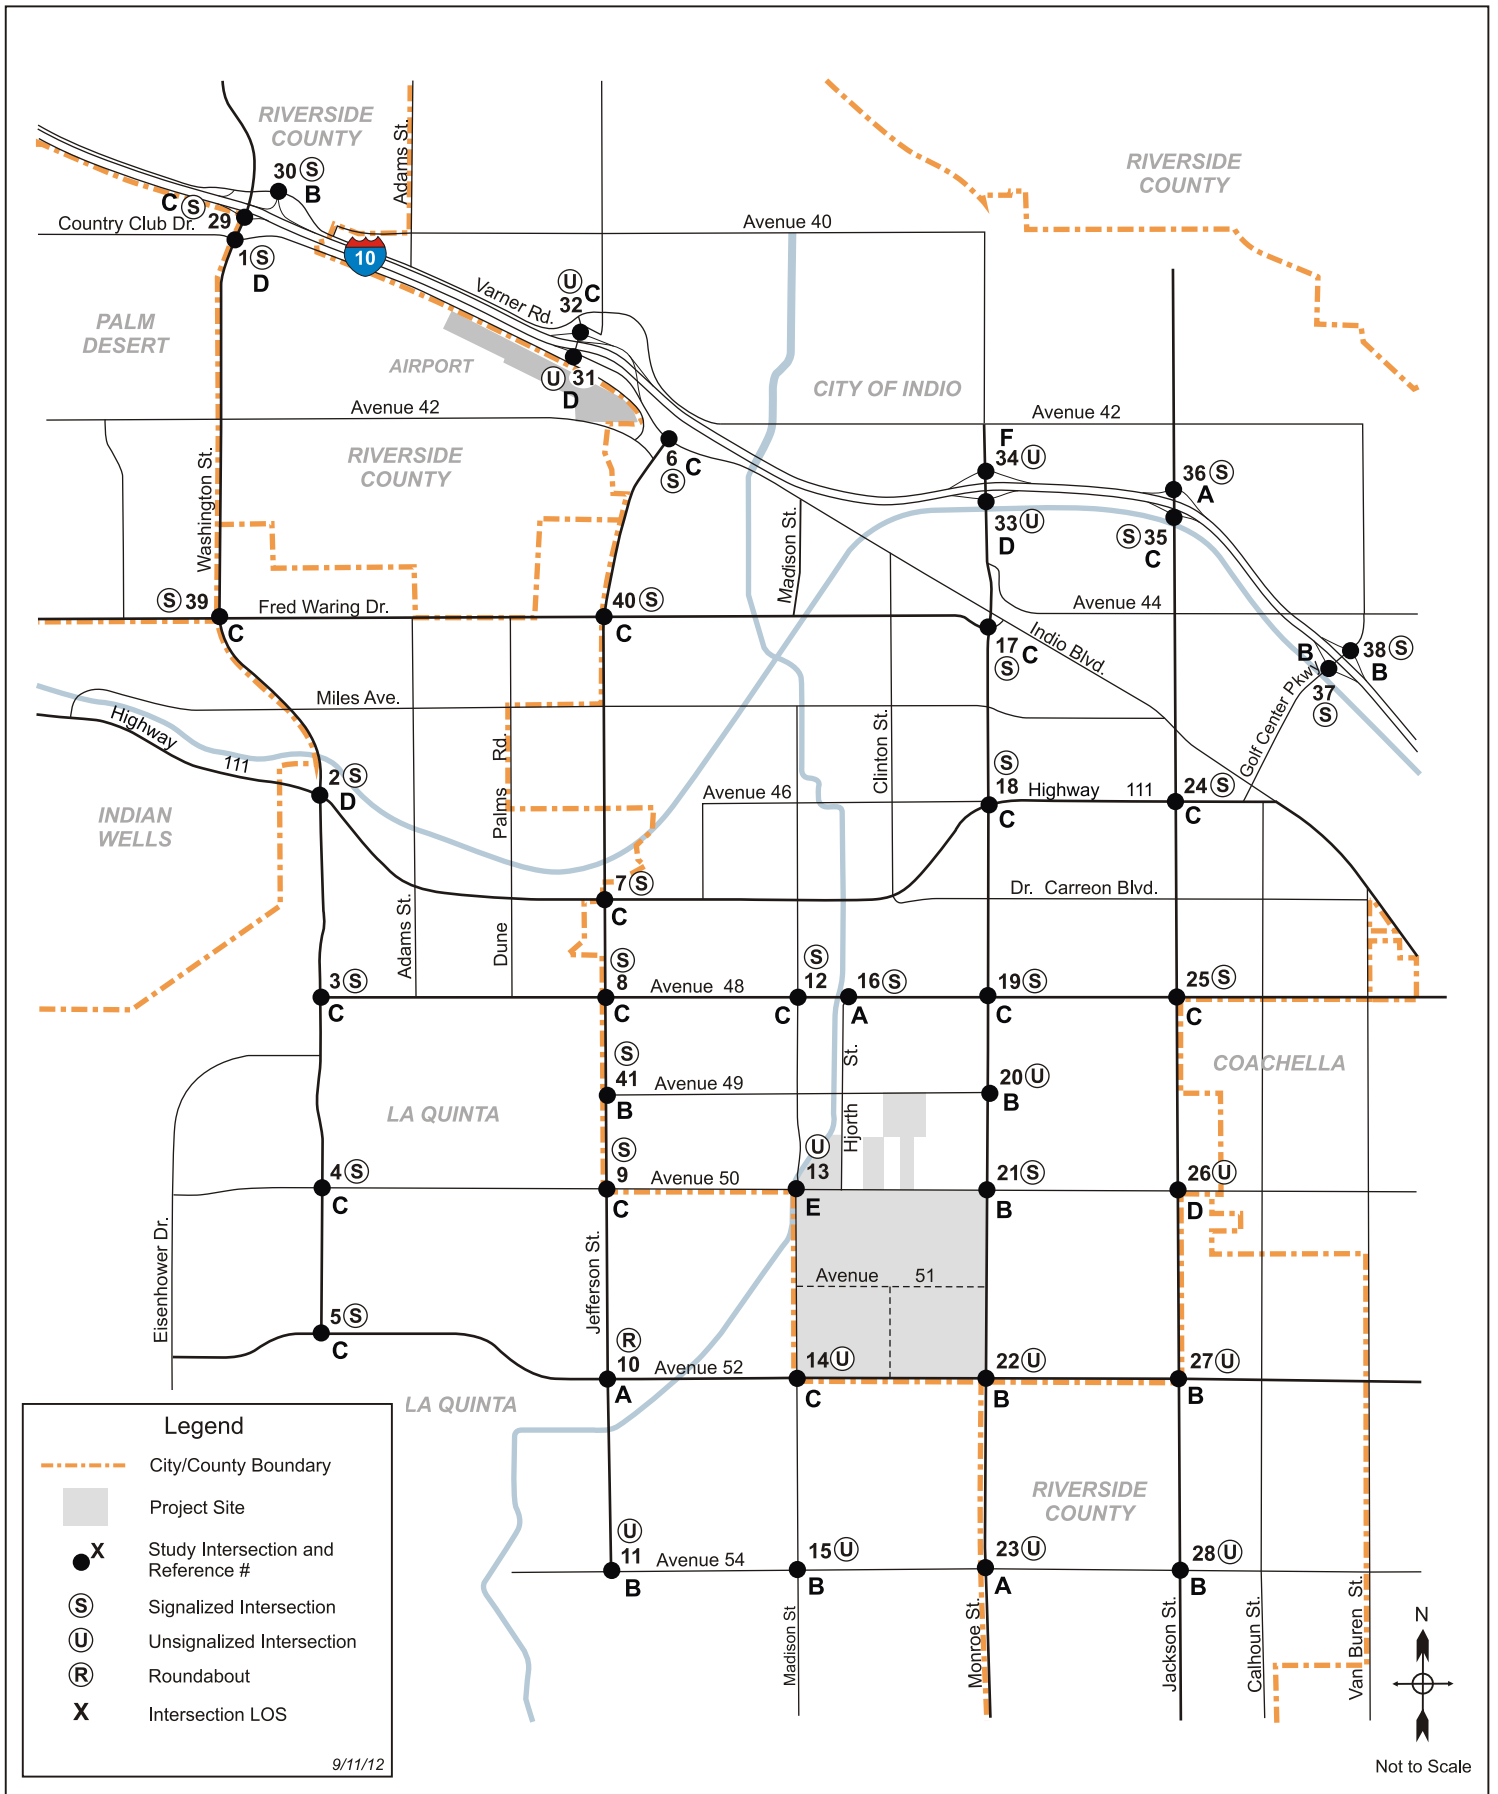 RIVERSIDE
COUNTY
Adams St.
RIVERSIDE
COUNTY
30 S
B
C S
29
Country Club Dr.
Avenue 40
1 S
D
10
Varner Rd.
U
32 C
PALM
DESERT
AIRPORT
U 31
D
CITY OF INDIO
Avenue 42
Avenue 42
Washington St.
RIVERSIDE
COUNTY
6 C
S
F
34 U
36 S
A
Madison St.
33 U
D
S 35
C
S 39
C
Fred Waring Dr.
40 S
C
Avenue 44
17 C
S
Indio Blvd.
B
38 S
B
37
S
Golf Center Pkwy
Miles Ave.
Highway
111
Palms Rd.
Clinton St.
2 S
D
S
18
C
Highway 111
24 S
C
Avenue 46
INDIAN
WELLS
7 S
C
Dr. Carreon Blvd.
Adams St.
Dune
3 S
C
S
8
C
Avenue 48
S
12
C
16 S
A
19 S
C
25 S
C
St.
COACHELLA
S
41
B
Avenue 49
20 U
B
LA QUINTA
Hjorth
4 S
C
S
9
C
Avenue 50
U
13
E
21 S
B
26 U
D
Eisenhower Dr.
Jefferson St.
Avenue 51
5 S
C
R
10
A
Avenue 52
14 U
C
22 U
B
27 U
B
LA QUINTA
RIVERSIDE
COUNTY
U
11
B
Avenue 54
15 U
B
23 U
A
28 U
B
Madison St
Monroe St.
Jackson St.
Calhoun St.
Van Buren St.
Legend
City/County Boundary
Project Site
X Study Intersection and
Reference #
S Signalized Intersection
U Unsignalized Intersection
R Roundabout
X Intersection LOS
9/11/12
N
Not to Scale